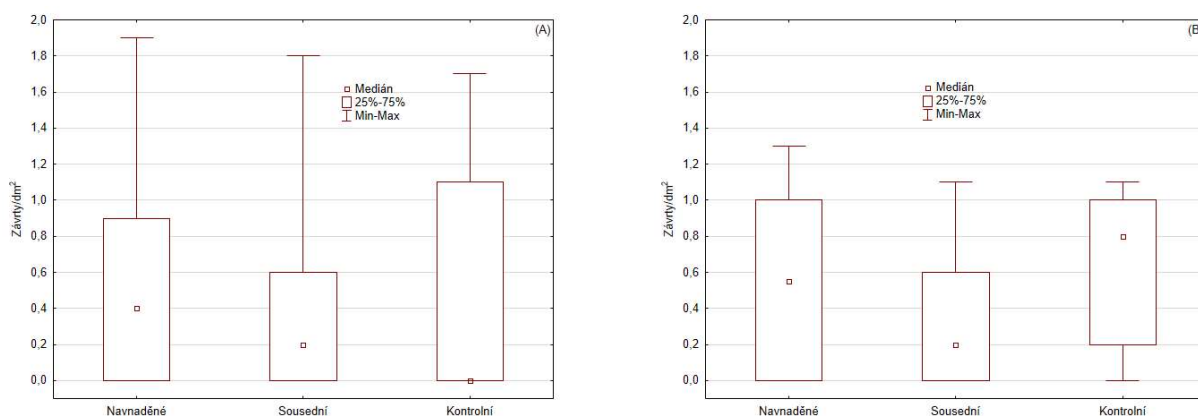 (A)
2,0
1,8
1,6
1,4
1,2
1,0
0,8
0,6
0,4
0,2
0,0
Závrty/dm²
Medián
25%-75%
Min-Max
Navnaděné Sousední Kontrolní
(B)
2,0
1,8
1,6
1,4
1,2
1,0
0,8
0,6
0,4
0,2
0,0
Závrty/dm²
Medián
25%-75%
Min-Max
Navnaděné Sousední Kontrolní